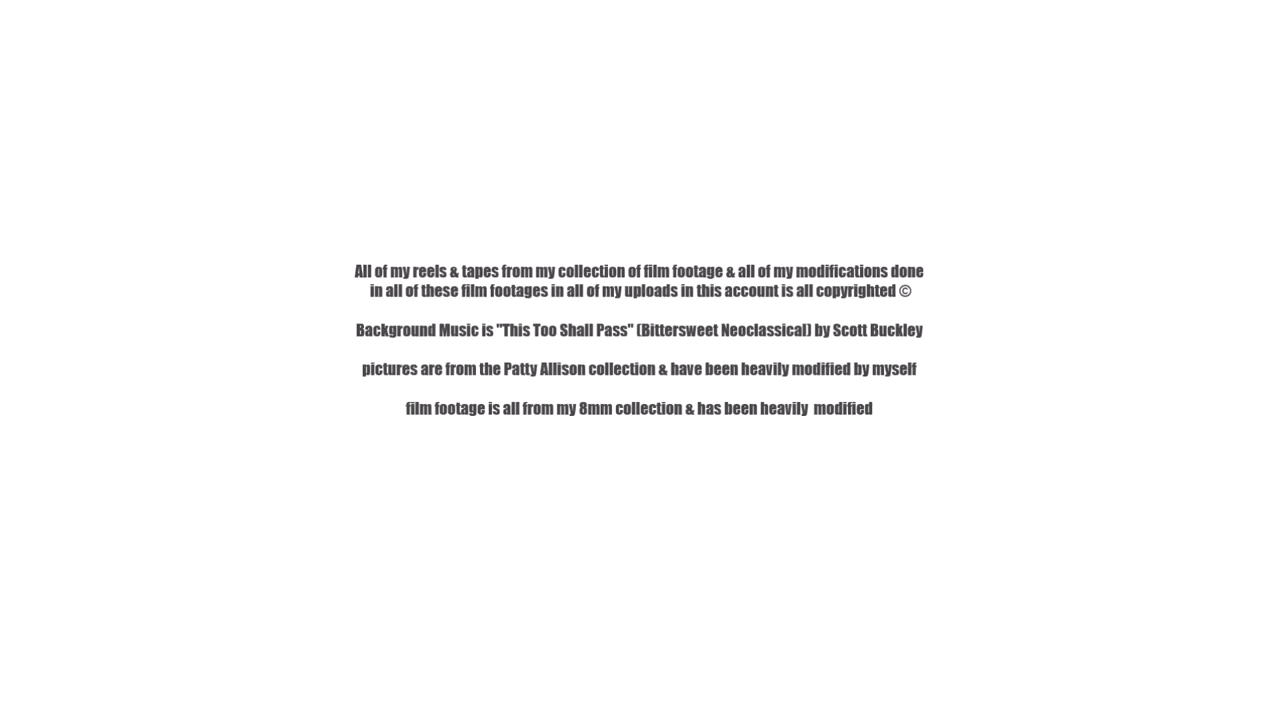 All of my reels & tapes from my collection of film footage & all of my modifications done
in all of these film footages in all of my uploads in this account is all copyrighted ©
Background Music is "This Too Shall Pass" (Bittersweet Neoclassical) by Scott Buckley
pictures are from the Patty Allison collection & have been heavily modified by myself
film footage is all from my 8mm collection & has been heavily  modified